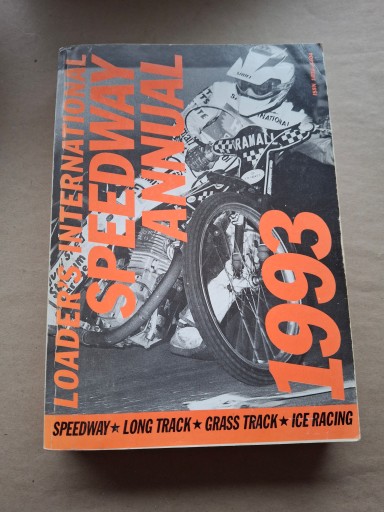 LOADER'S INTERNATIONAL
SPEEDWAY
ANNUAL
1993
SPEEDWAY★ LONG TRACK★ GRASS TRACK★ ICE RACING